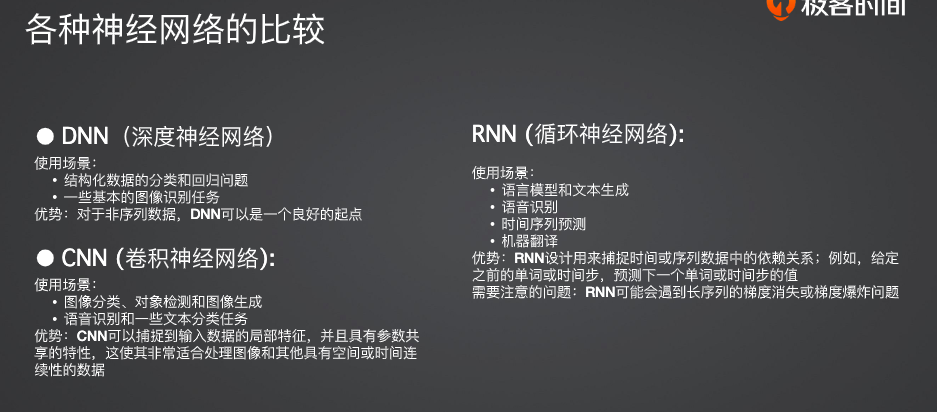 极客时间
各种神经网络的比较
● DNN（深度神经网络）
使用场景：
• 结构化数据的分类和回归问题
• 一些基本的图像识别任务
优势：对于非序列数据，DNN可以是一个良好的起点
● CNN (卷积神经网络):
使用场景：
• 图像分类、对象检测和图像生成
• 语音识别和一些文本分类任务
优势：CNN可以捕捉到输入数据的局部特征，并且具有参数共
享的特性，这使其非常适合处理图像和其他具有空间或时间连
续性的数据
RNN (循环神经网络):
使用场景：
• 语言模型和文本生成
• 语音识别
• 时间序列预测
• 机器翻译
优势：RNN设计用来捕捉时间或序列数据中的依赖关系；例如，给定
之前的单词或时间步，预测下一个单词或时间步的值
需要注意的问题：RNN可能会遇到长序列的梯度消失或梯度爆炸问题